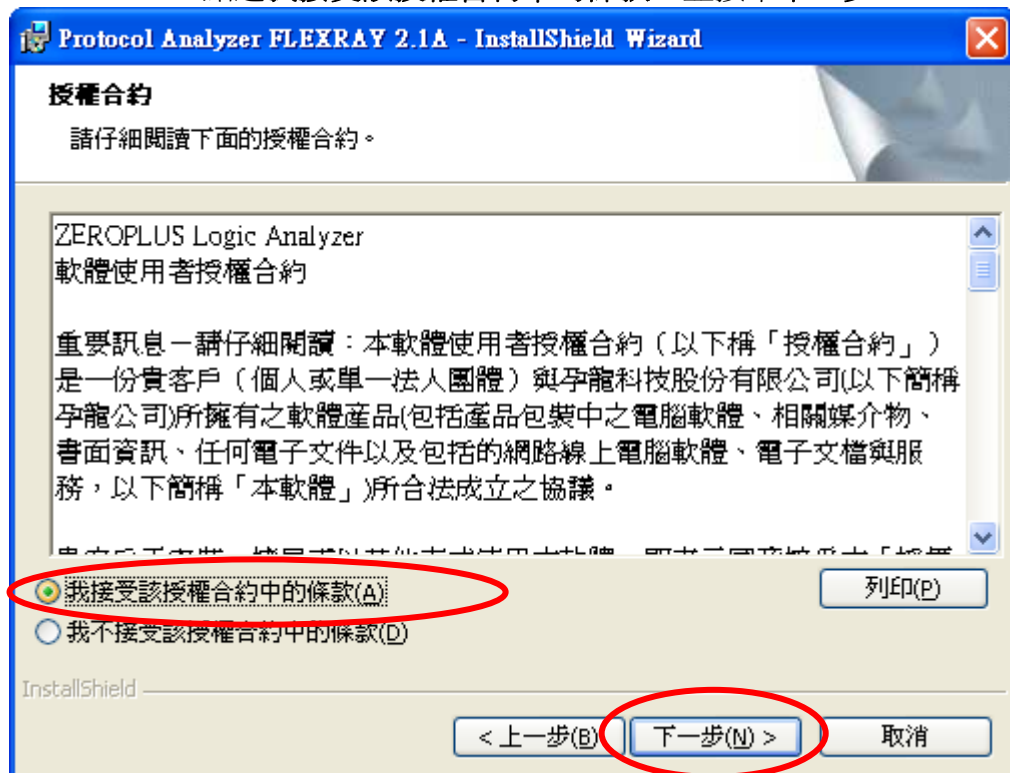 Protocol Analyzer FLEXRAY 2.1A - InstallShield Wizard
授權合約
請仔細閱讀下面的授權合約。
ZEROPLUS Logic Analyzer
軟體使用者授權合約
重要訊息－請仔細閱讀：本軟體使用者授權合約（以下稱「授權合約」）
是一份貴客戶（個人或單一法人團體）與孕龍科技股份有限公司(以下簡稱
孕龍公司)所擁有之軟體產品(包括產品包裝中之電腦軟體、相關媒介物、
書面資訊、任何電子文件以及包括的網路線上電腦軟體、電子文檔與服
務，以下簡稱「本軟體」)所合法成立之協議。
我接受該授權合約中的條款(A)
列印(P)
我不接受該授權合約中的條款(D)
InstallShield
< 上一步(B)
下一步(N) >
取消